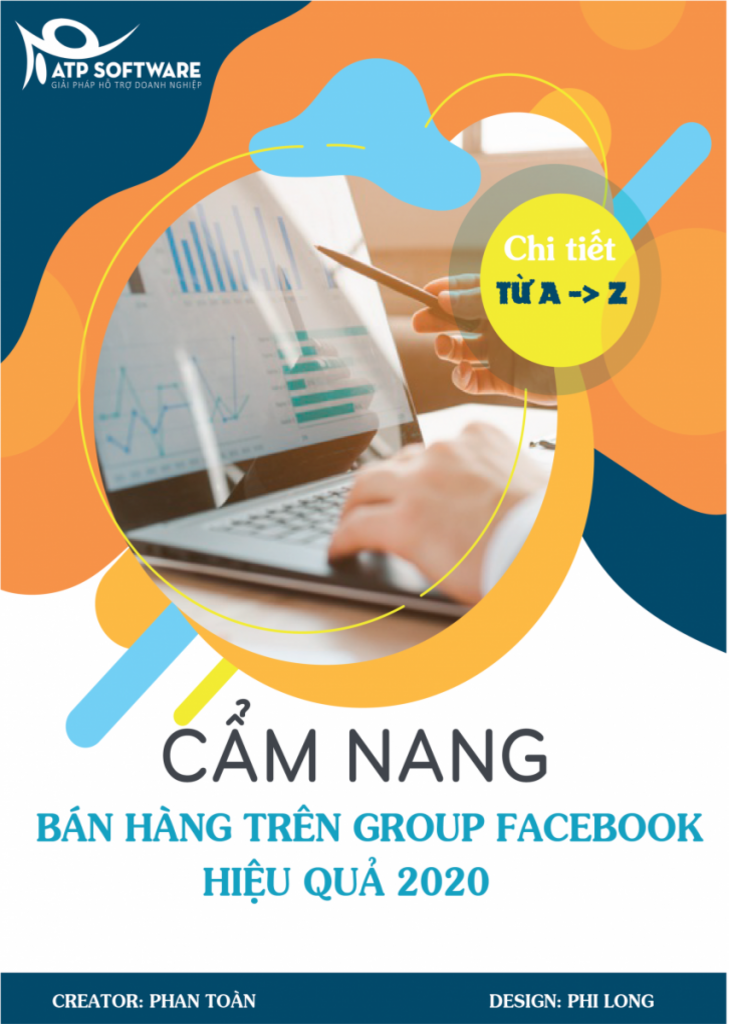 ATP SOFTWARE
GIẢI PHÁP HỖ TRỢ DOANH NGHIỆP
Chi tiết
TỪ A -> Z
CẨM NANG
BÁN HÀNG TRÊN GROUP FACEBOOK
HIỆU QUẢ 2020
CREATOR: PHAN TOÀN
DESIGN: PHI LONG